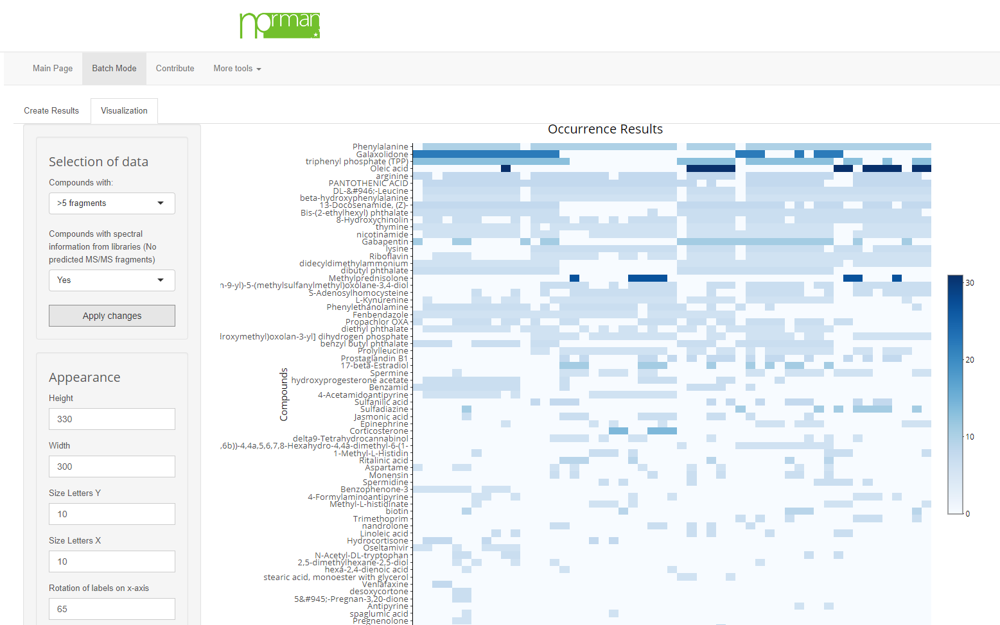 norman
Main Page
Batch Mode
Contribute
More tools
Create Results
Visualization
Selection of data
Compounds with:
>5 fragments
Compounds with spectral
information from libraries (No
predicted MS/MS fragments)
Yes
Apply changes
Appearance
Height
330
Width
300
Size Letters Y
10
Size Letters X
10
Rotation of labels on x-axis
65
Occurrence Results
Compounds
Phenylalanine
Galaxolidone
triphenyl phosphate (TPP)
Oleic acid
arginine
PANTOTHENIC ACID
DL-&#946;-Leucine
beta-hydroxyphenylalanine
13-Docosenamide, (Z)-
Bis-(2-ethylhexyl) phthalate
8-Hydroxychinolin
thymine
nicotinamide
Gabapentin
lysine
Riboflavin
didecyldimethylammonium
dibutyl phthalate
Methylprednisolone
n-9-yl)-5-(methylsulfanylmethyl)oxolane-3,4-diol
S-Adenosylhomocysteine
L-Kynurenine
Phenylethanolamine
Fenbendazole
Propachlor OXA
diethyl phthalate
droxymethyl)oxolan-3-yl] dihydrogen phosphate
benzyl butyl phthalate
Prolylleucine
Prostaglandin B1
17-beta-Estradiol
Spermine
hydroxyprogesterone acetate
Benzamid
4-Acetamidoantipyrine
Sulfanilic acid
Sulfadiazine
Jasmonic acid
Epinephrine
Corticosterone
delta9-Tetrahydrocannabinol
,6b))-4,4a,5,6,7,8-Hexahydro-4,4a-dimethyl-6-(1-
1-Methyl-L-Histidin
Ritalinic acid
Aspartame
Monensin
Spermidine
Benzophenone-3
4-Formylaminoantipyrine
Methyl-L-histidinate
biotin
Trimethoprim
nandrolone
Linoleic acid
Hydrocortisone
Oseltamivir
N-Acetyl-DL-tryptophan
2,5-dimethylhexane-2,5-diol
hexa-2,4-dienoic acid
stearic acid, monoester with glycerol
Venlafaxine
desoxycortone
5&#945;-Pregnan-3,20-dione
Antipyrine
spaglumic acid
Pregnenolone
30
20
10
0